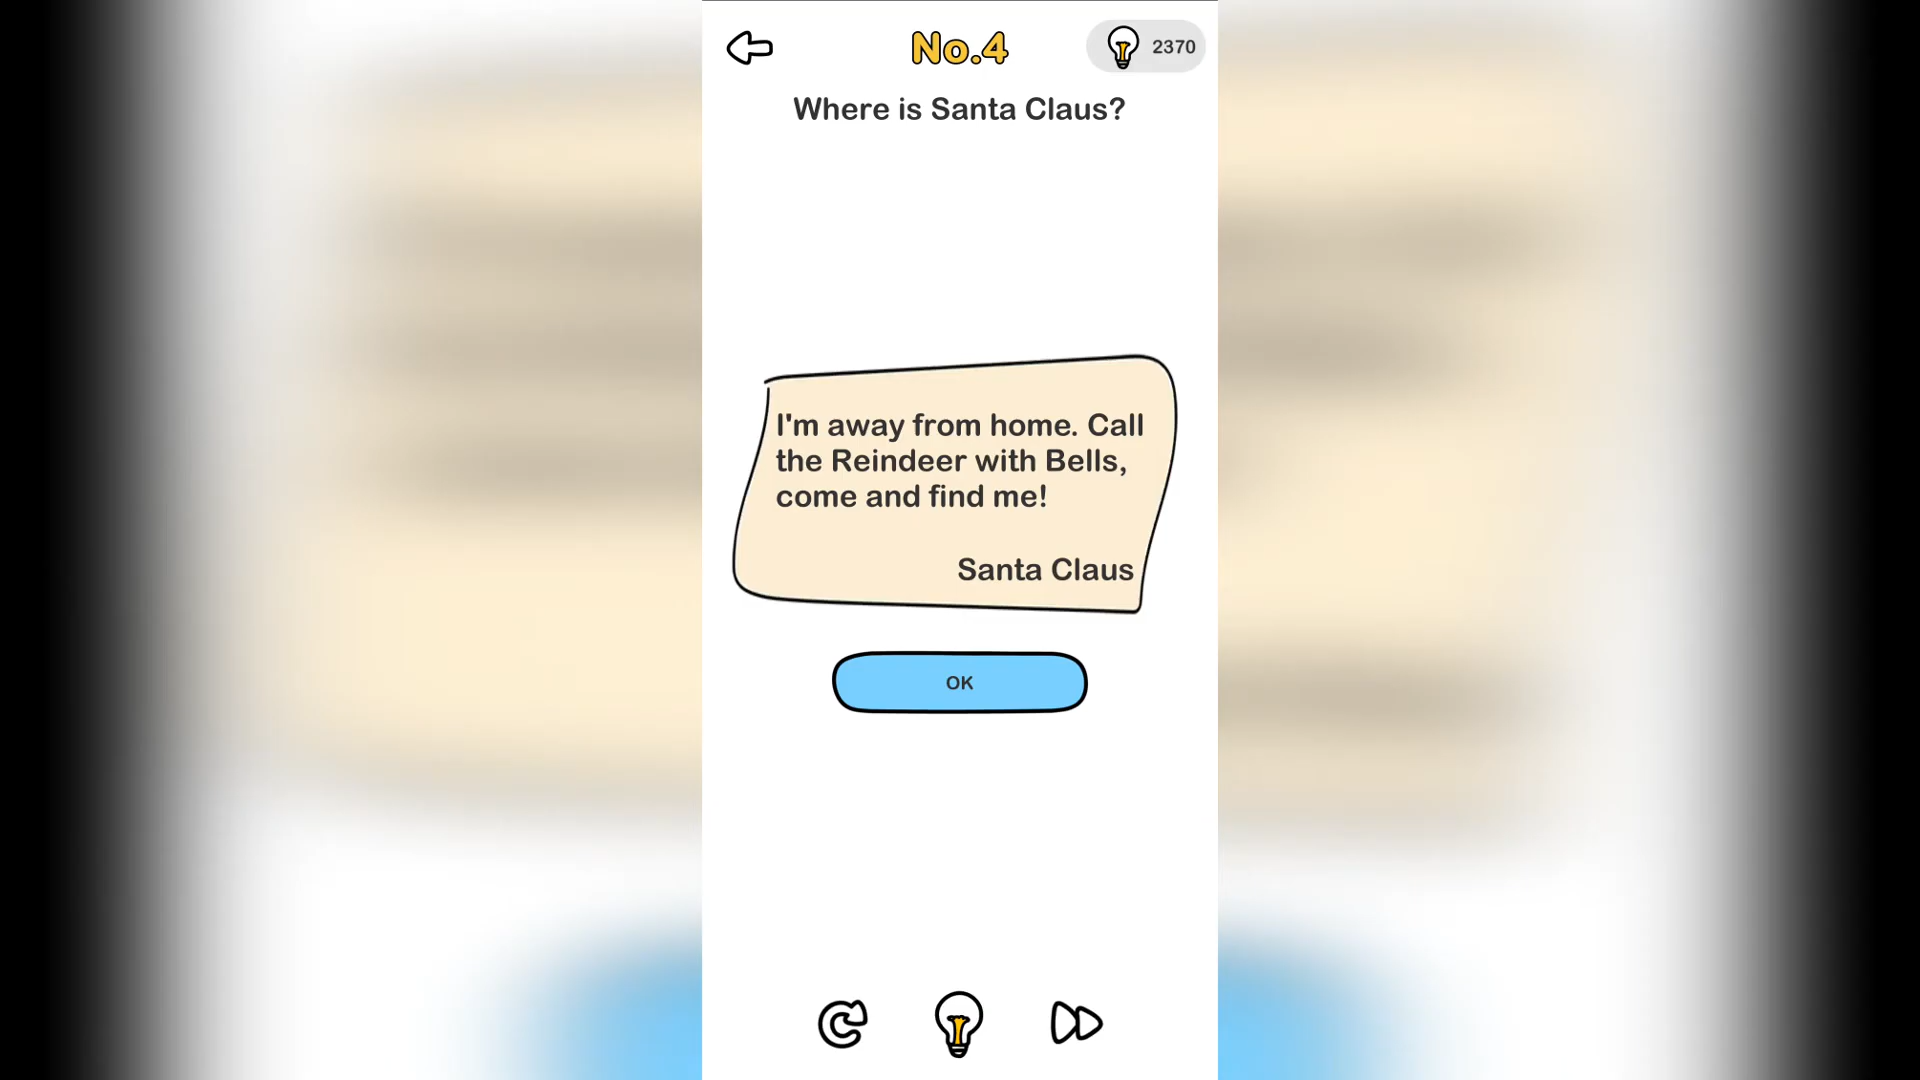 No.4
2370
Where is Santa Claus?
I'm away from home. Call
the Reindeer with Bells,
come and find me!
Santa Claus
OK